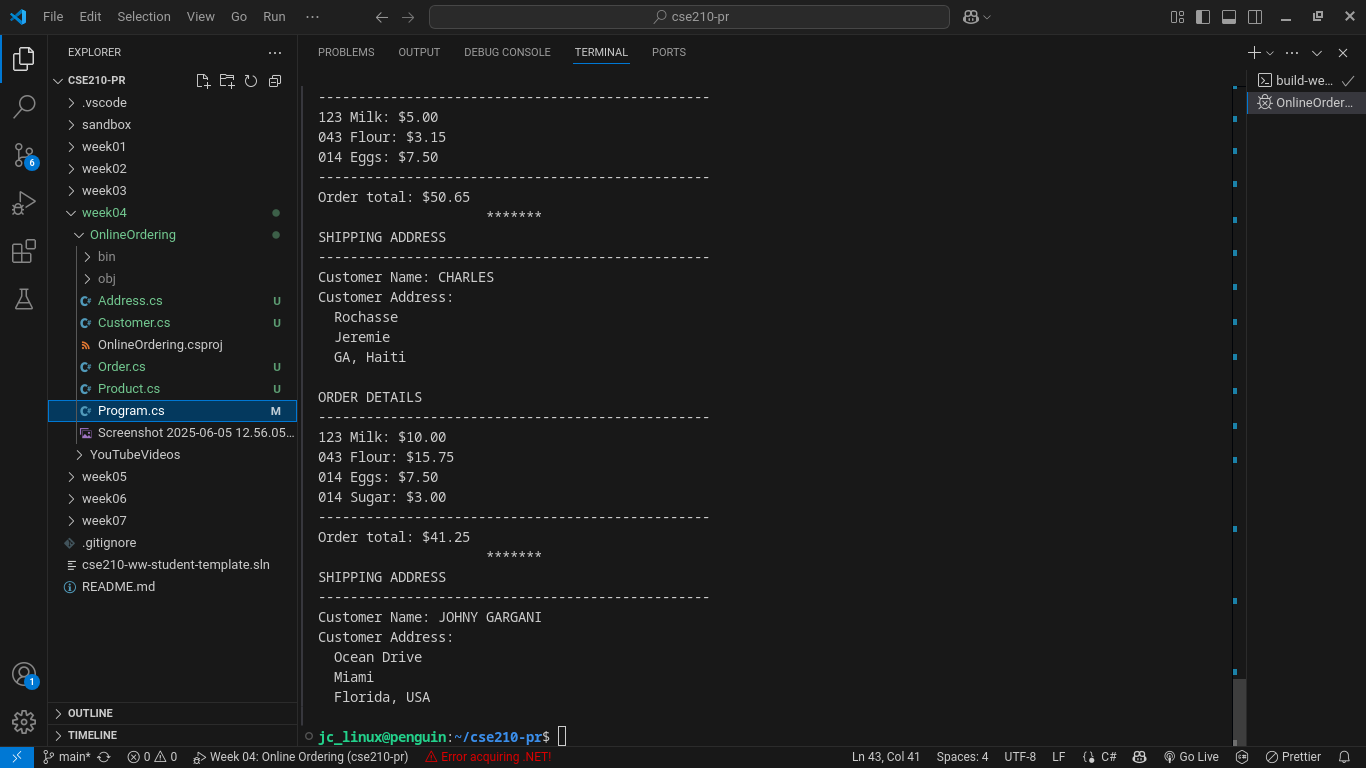 File Edit Selection View Go Run ··· cse210-pr
EXPLORER ···
CSE210-PR
.vscode
sandbox
week01
week02
week03
week04
OnlineOrdering
bin
obj
Address.cs U
Customer.cs U
OnlineOrdering.csproj
Order.cs U
Product.cs U
Program.cs M
Screenshot 2025-06-05 12.56.05...
YouTubeVideos
week05
week06
week07
.gitignore
cse210-ww-student-template.sln
README.md
OUTLINE
TIMELINE
6
1
PROBLEMS OUTPUT DEBUG CONSOLE TERMINAL PORTS
-------------------------------------------------
123 Milk: $5.00
043 Flour: $3.15
014 Eggs: $7.50
-------------------------------------------------
Order total: $50.65
*******
SHIPPING ADDRESS
-------------------------------------------------
Customer Name: CHARLES
Customer Address:
Rochasse
Jeremie
GA, Haiti
ORDER DETAILS
-------------------------------------------------
123 Milk: $10.00
043 Flour: $15.75
014 Eggs: $7.50
014 Sugar: $3.00
-------------------------------------------------
Order total: $41.25
*******
SHIPPING ADDRESS
-------------------------------------------------
Customer Name: JOHNY GARGANI
Customer Address:
Ocean Drive
Miami
Florida, USA
jc_linux@penguin:~/cse210-pr$
build-we...
OnlineOrder...
main* 0 0 Week 04: Online Ordering (cse210-pr) Error acquiring .NET! Ln 43, Col 41 Spaces: 4 UTF-8 LF {} C# Go Live Prettier